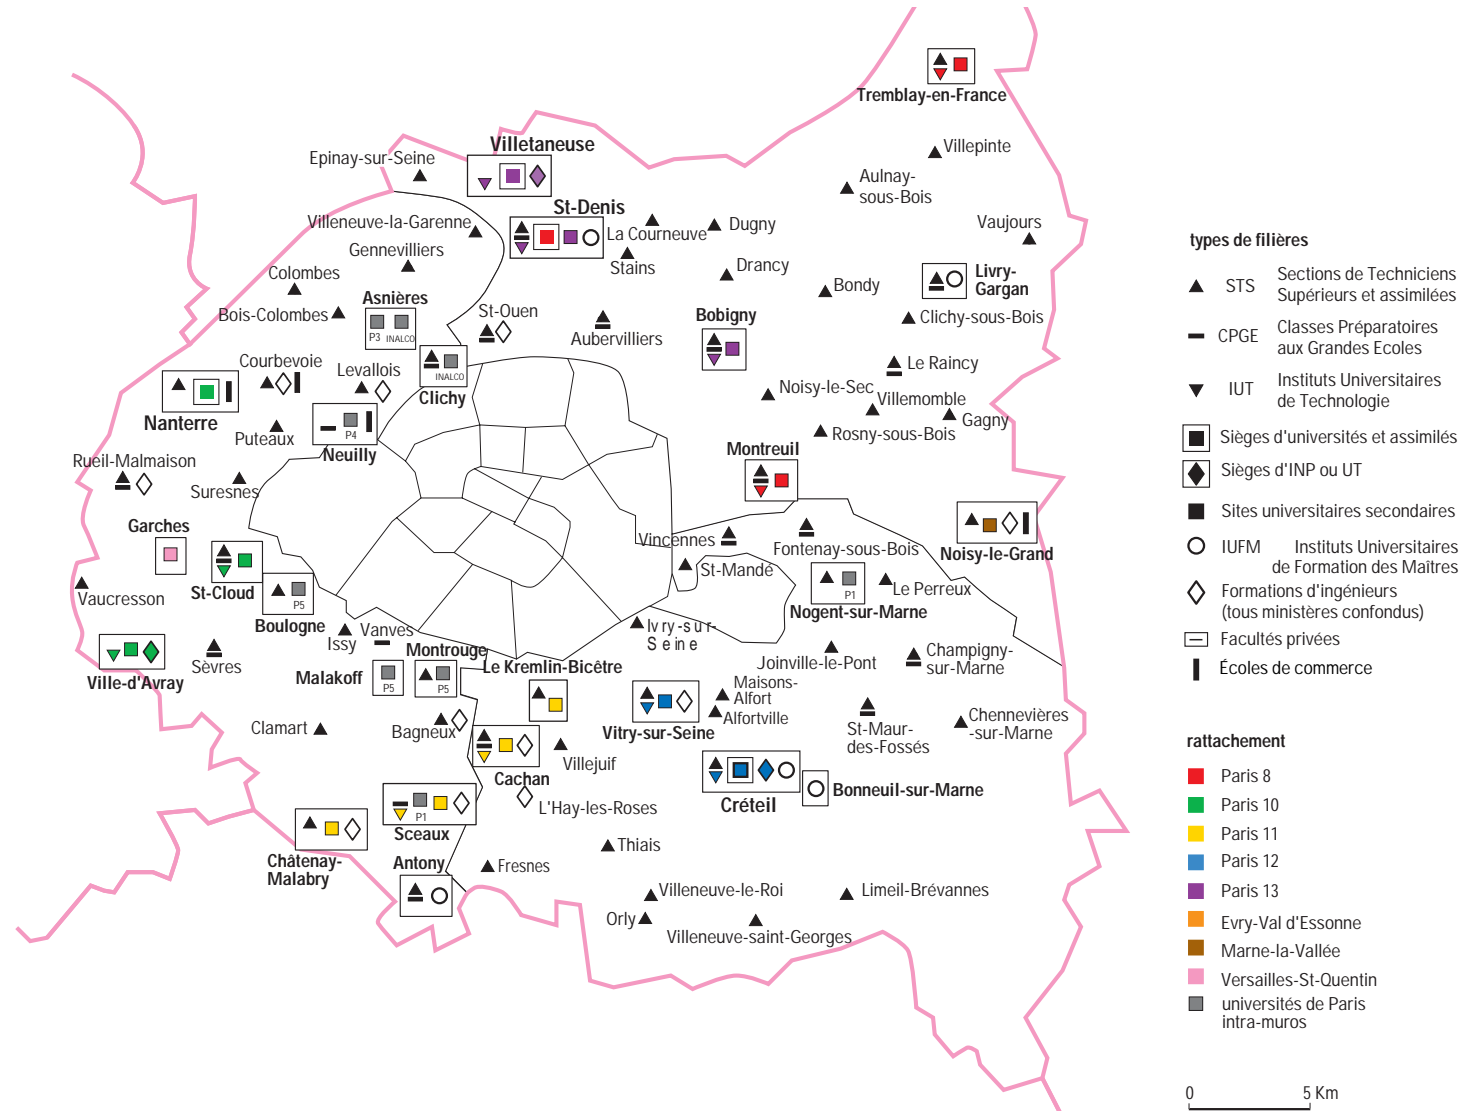 Tremblay-en-France
Villetaneuse
Villepinte
Epinay-sur-Seine
Aulnay-
sous-Bois
St-Denis
Villeneuve-la-Garenne
La Courneuve
Dugny
Vaujours
Gennevilliers
Stains
Drancy
Livry-
Gargan
Colombes
Bondy
Asnières
Bois-Colombes
P3
INALCO
St-Ouen
Aubervilliers
Bobigny
Clichy-sous-Bois
Courbevoie
Levallois
INALCO
Clichy
Le Raincy
Noisy-le-Sec
Villemomble
Nanterre
P4
Neuilly
Puteaux
Gagny
Rosny-sous-Bois
Montreuil
Rueil-Malmaison
Suresnes
Garches
Vincennes
Fontenay-sous-Bois
Noisy-le-Grand
St-Mandé
Vaucresson
St-Cloud
P5
Boulogne
P1
Le Perreux
Nogent-sur-Marne
Issy
Vanves
Ivry-sur-
Seine
Sèvres
Ville-d'Avray
Malakoff
P5
Montrouge
P5
Le Kremlin-Bicêtre
Joinville-le-Pont
Champigny-
sur-Marne
Maisons-
Alfort
Alfortville
Vitry-sur-Seine
St-Maur-
des-Fossés
Chennevières
-sur-Marne
Clamart
Bagneux
Cachan
Villejuif
Créteil
Bonneuil-sur-Marne
L'Hay-les-Roses
P1
Sceaux
Châtenay-
Malabry
Thiais
Antony
Fresnes
Villeneuve-le-Roi
Limeil-Brévannes
Orly
Villeneuve-saint-Georges
types de filières
STS Sections de Techniciens
Supérieurs et assimilées
CPGE Classes Préparatoires
aux Grandes Ecoles
IUT Instituts Universitaires
de Technologie
Sièges d'universités et assimilés
Sièges d'INP ou UT
Sites universitaires secondaires
IUFM Instituts Universitaires
de Formation des Maîtres
Formations d'ingénieurs
(tous ministères confondus)
Facultés privées
Écoles de commerce
rattachement
Paris 8
Paris 10
Paris 11
Paris 12
Paris 13
Evry-Val d'Essonne
Marne-la-Vallée
Versailles-St-Quentin
universités de Paris
intra-muros
0 5 Km